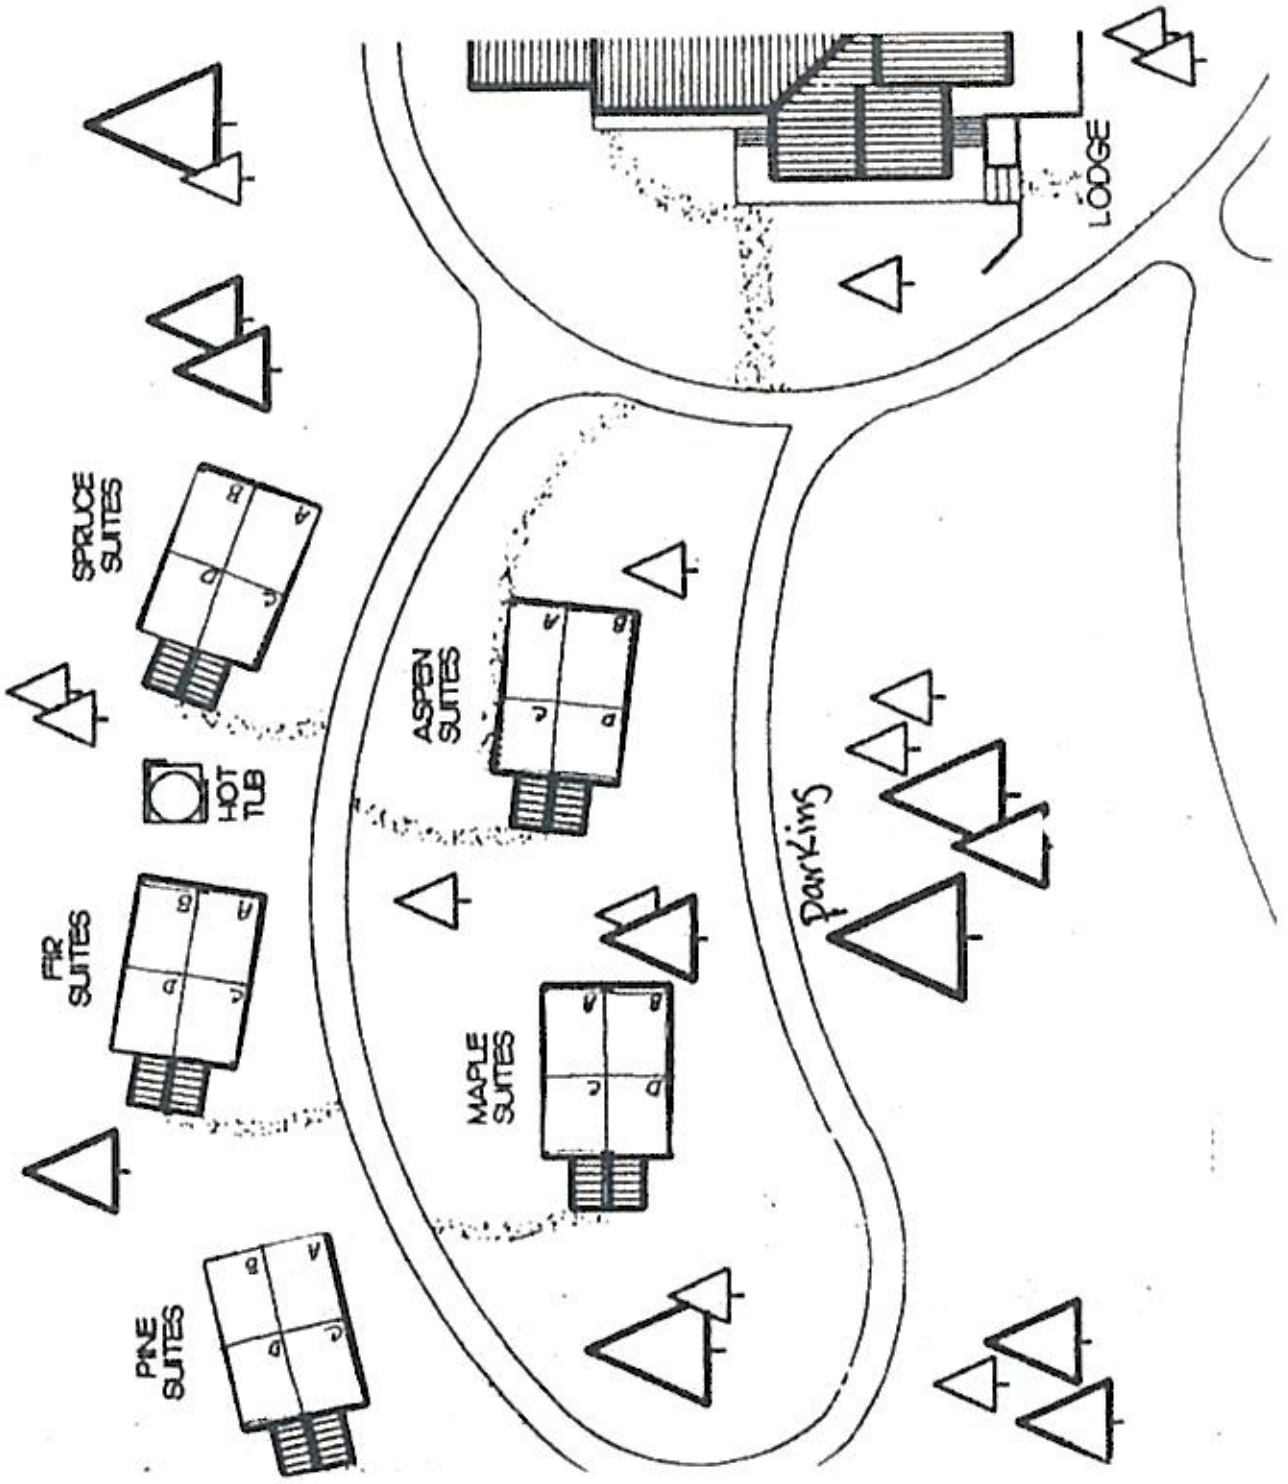 LODGE
SPRUCE
SUITES
B
A
D
C
ASPEN
SUITES
A
B
C
D
HOT
TUB
Parking
FIR
SUITES
B
A
D
C
MAPLE
SUITES
A
B
C
D
PINE
SUITES
B
A
D
C